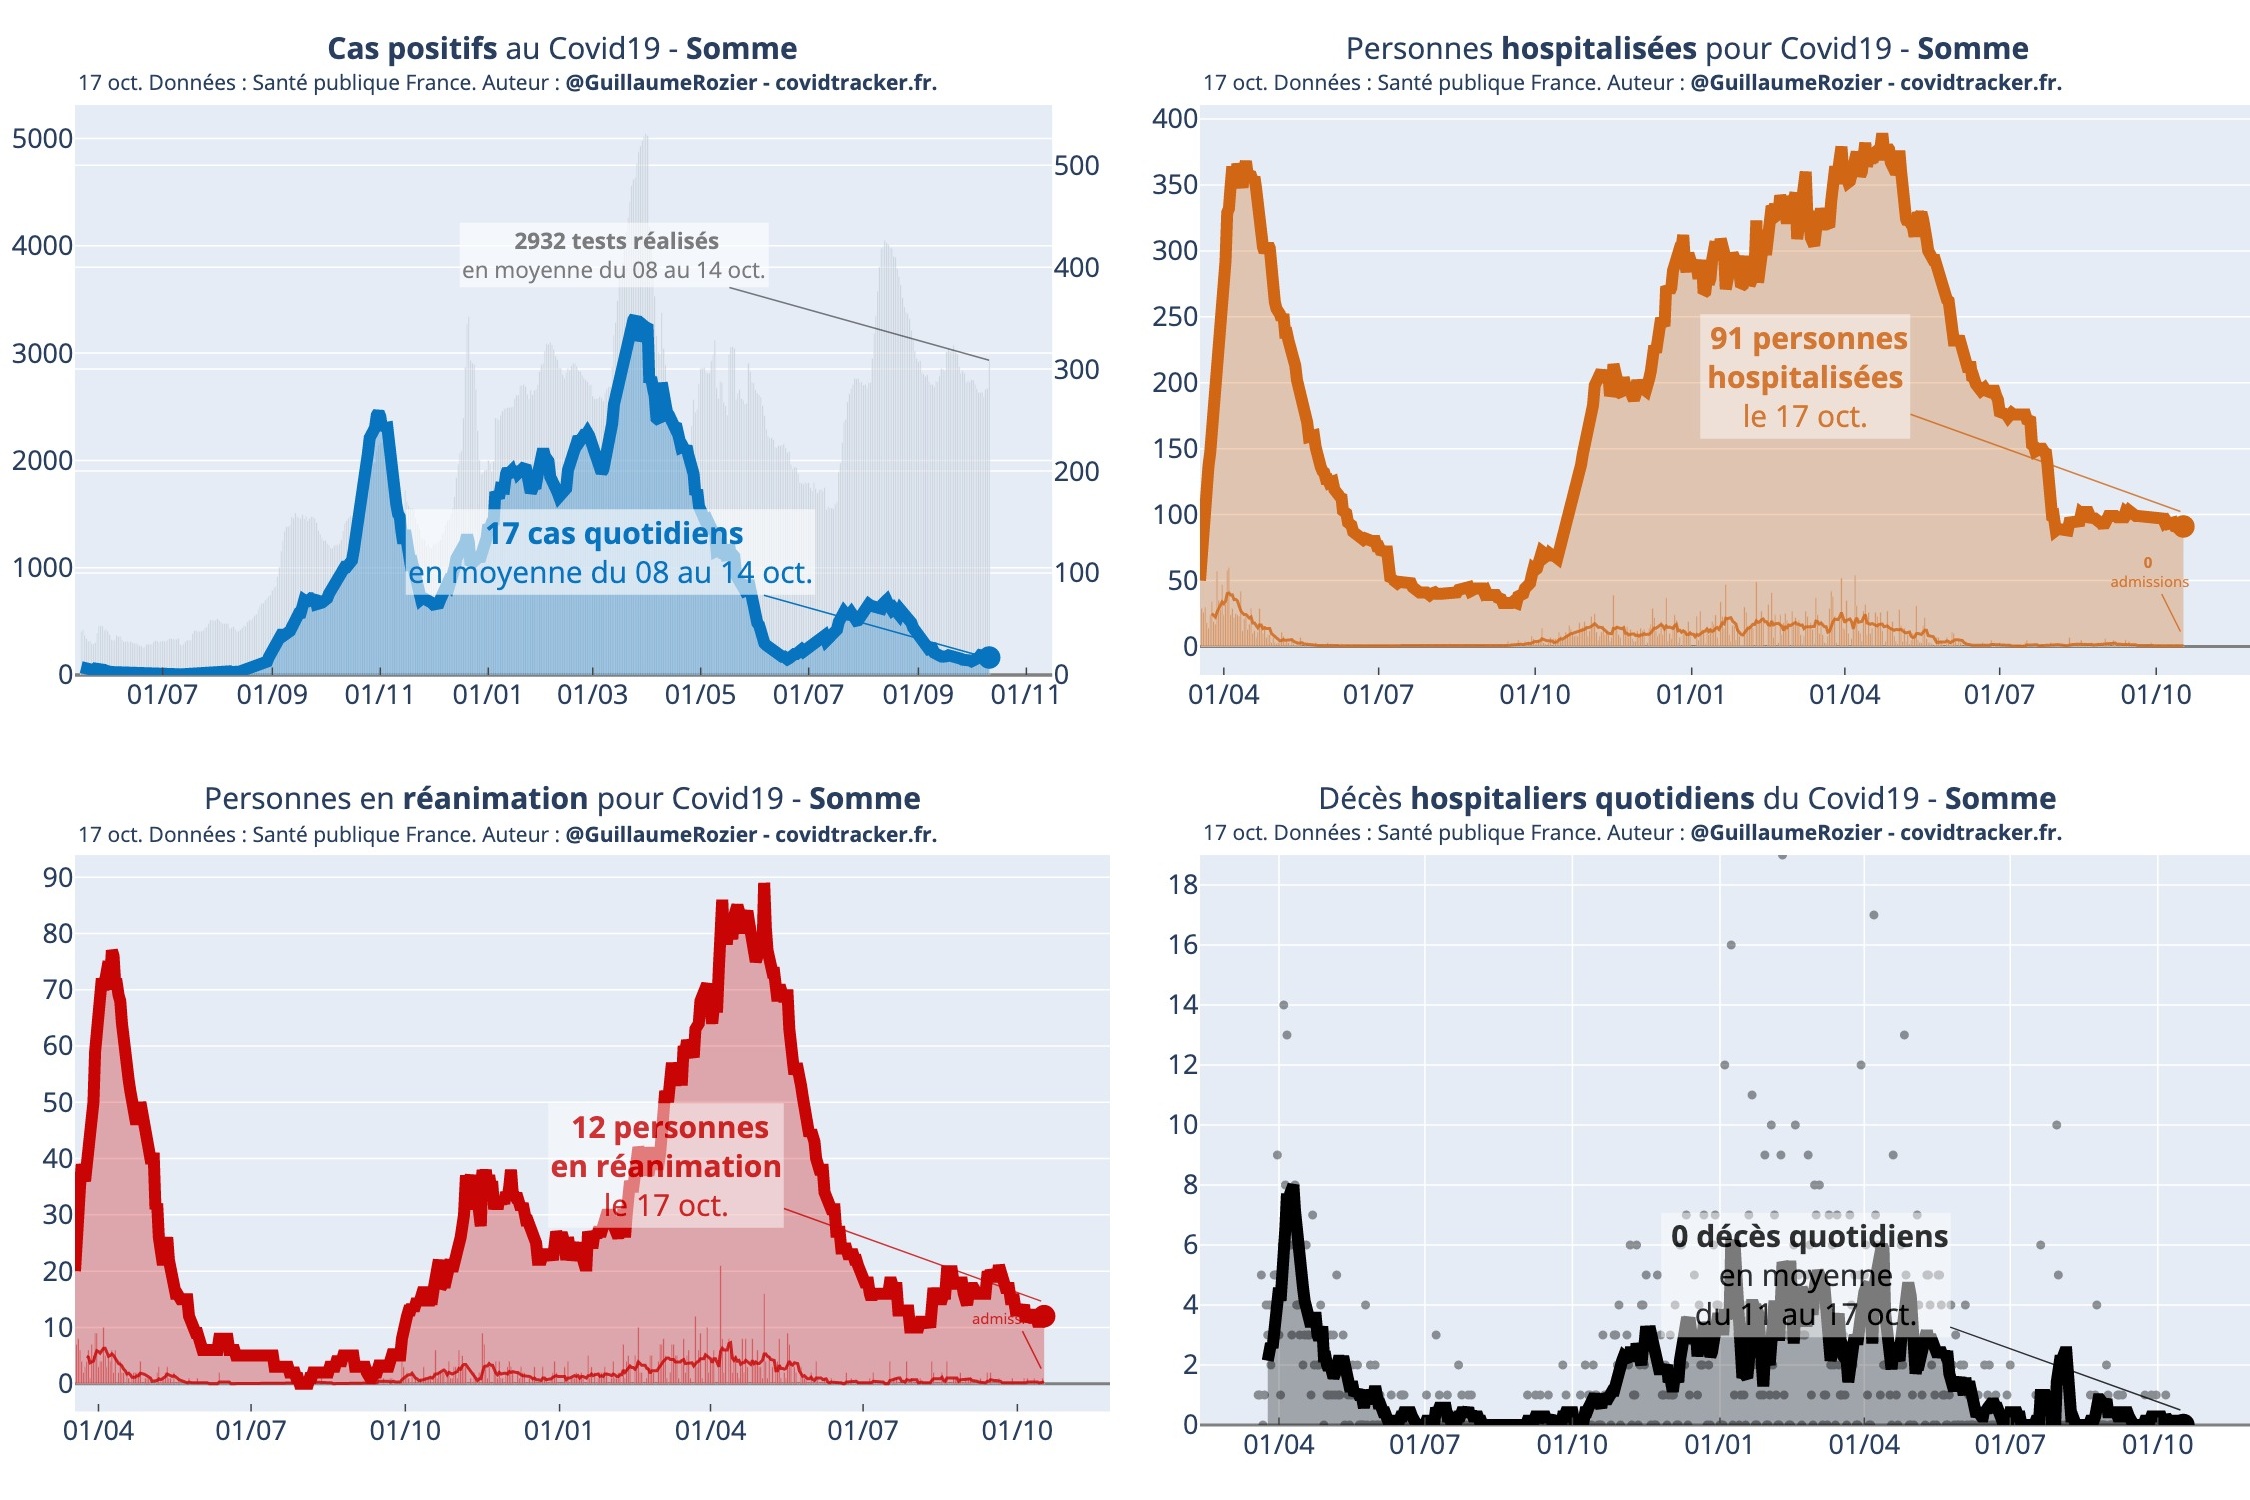 Cas positifs au Covid19 - Somme
17 oct. Données : Santé publique France. Auteur : @GuillaumeRozier - covidtracker.fr.
5000
4000
3000
2000
1000
0
500
400
300
200
100
0
2932 tests réalisés
en moyenne du 08 au 14 oct.
17 cas quotidiens
en moyenne du 08 au 14 oct.
01/07 01/09 01/11 01/01 01/03 01/05 01/07 01/09 01/11
Personnes hospitalisées pour Covid19 - Somme
17 oct. Données : Santé publique France. Auteur : @GuillaumeRozier - covidtracker.fr.
400
350
300
250
200
150
100
50
0
91 personnes
hospitalisées
le 17 oct.
0
admissions
01/04 01/07 01/10 01/01 01/04 01/07 01/10
Personnes en réanimation pour Covid19 - Somme
17 oct. Données : Santé publique France. Auteur : @GuillaumeRozier - covidtracker.fr.
90
80
70
60
50
40
30
20
10
0
12 personnes
en réanimation
le 17 oct.
01/04 01/07 01/10 01/01 01/04 01/07 01/10
Décès hospitaliers quotidiens du Covid19 - Somme
17 oct. Données : Santé publique France. Auteur : @GuillaumeRozier - covidtracker.fr.
18
16
14
12
10
8
6
4
2
0
0 décès quotidiens
en moyenne
du 11 au 17 oct.
01/04 01/07 01/10 01/01 01/04 01/07 01/10